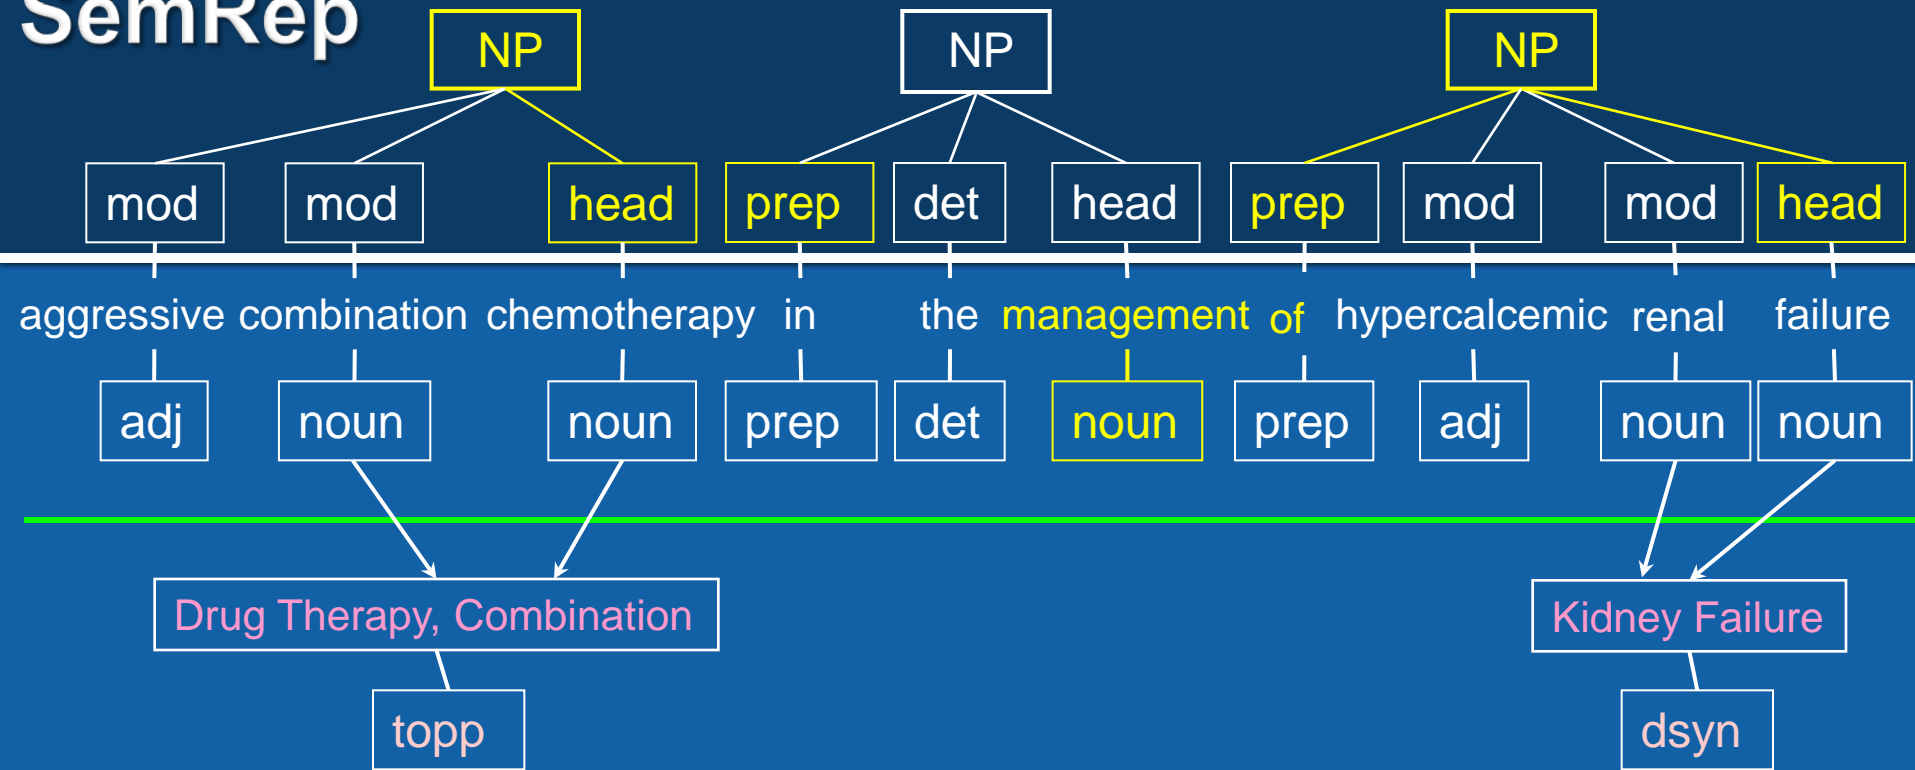 SemRep
NP NP NP
mod mod head prep det head prep mod mod head
aggressive combination chemotherapy in the management of hypercalcemic renal failure
adj noun noun prep det noun prep adj noun noun
Drug Therapy, Combination Kidney Failure
topp dsyn